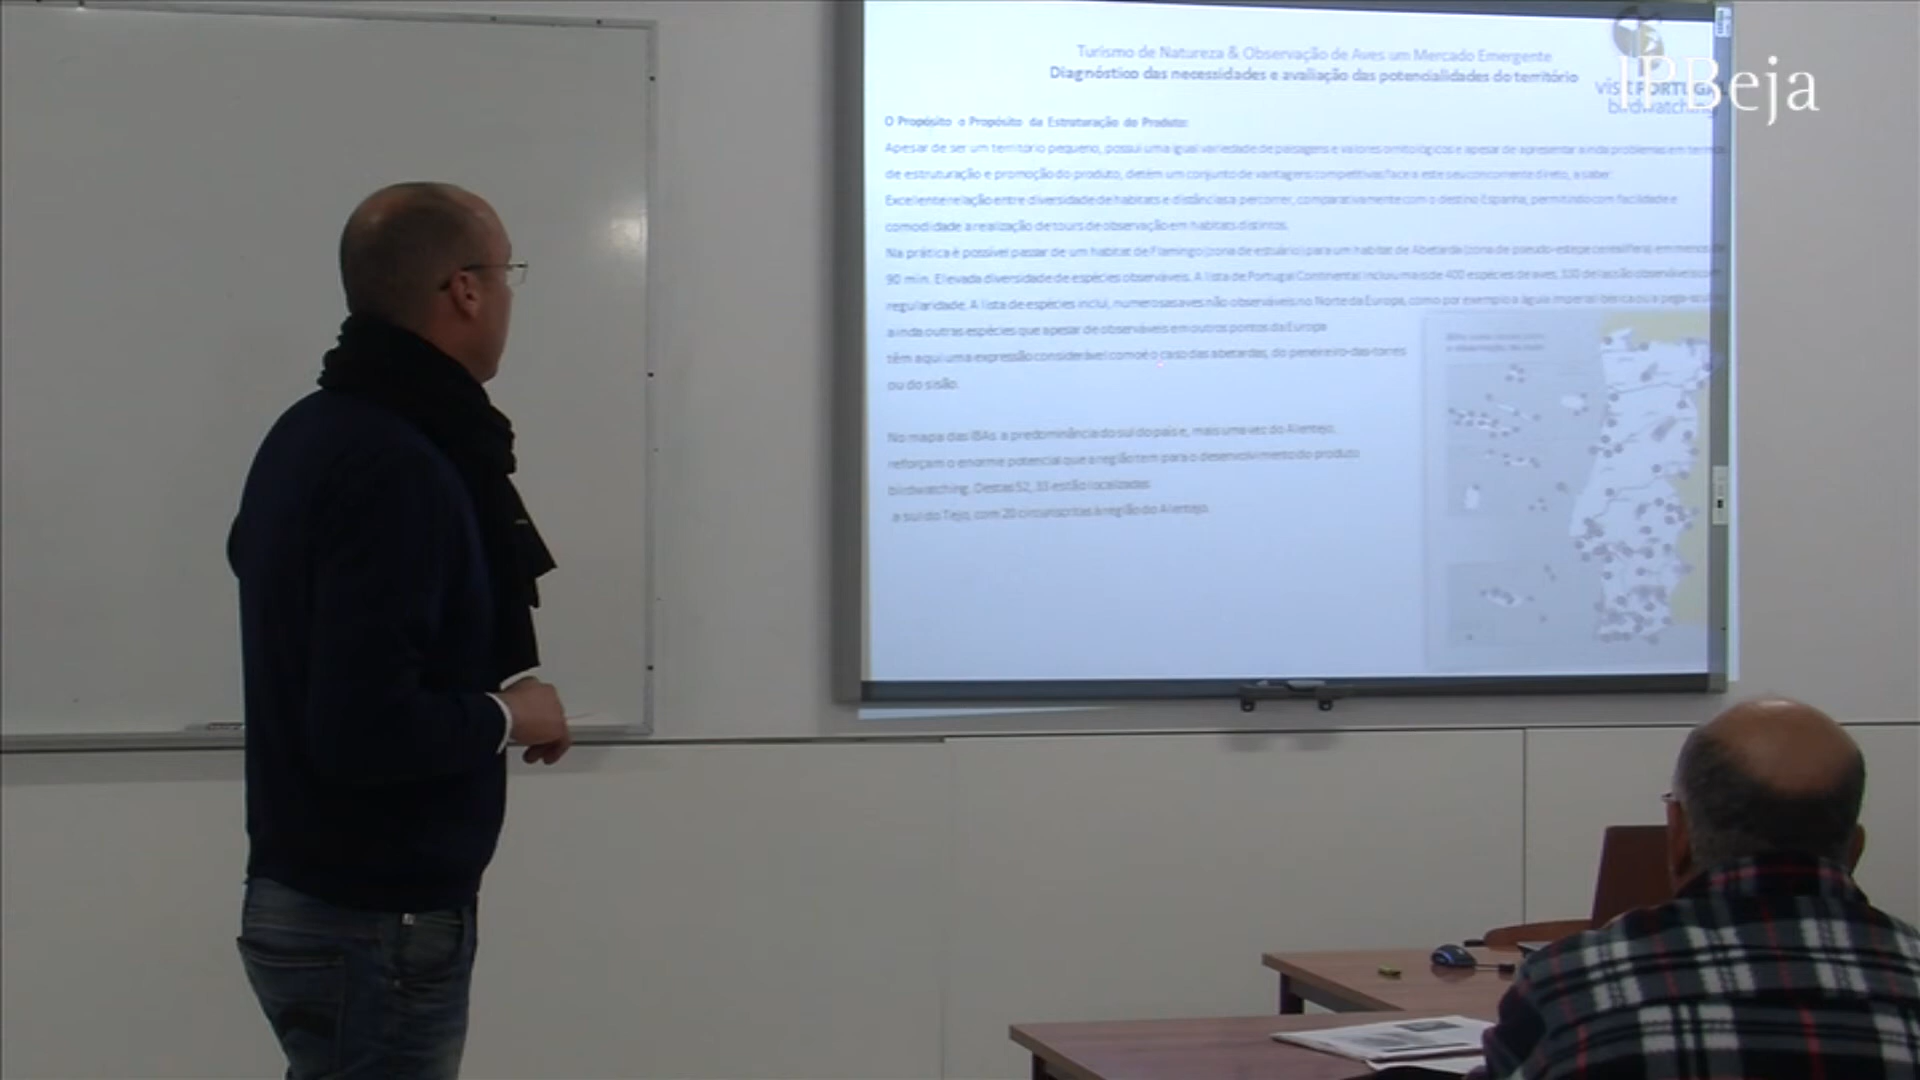 Turismo de Natureza & Observação de Aves um Mercado Emergente
Diagnóstico das necessidades e avaliação das potencialidades do território
IPBeja
VISIT PORTUGAL
birdwatching
O Propósito o Propósito da Estruturação do Produto:
Apesar de ser um território pequeno, possui uma igual variedade de paisagens e valores ornitológicos e apesar de apresentar ainda problemas em termos
de estruturação e promoção do produto, detém um conjunto de vantagens competitivas face a este seu concorrente direto, a saber:
Excelente relação entre diversidade de habitats e distâncias a percorrer, comparativamente com o destino Espanha, permitindo com facilidade e
comodidade a realização de tours de observação em habitats distintos.
Na prática é possível passar de um habitat de Flamingo (zona de estuário) para um habitat de Abetarda (zona de pseudo-estepe cerealífera) em menos de
90 min. Elevada diversidade de espécies observáveis. A lista de Portugal Continental incluiu mais de 400 espécies de aves, 330 delas são observáveis com
regularidade. A lista de espécies inclui, numerosas aves não observáveis no Norte da Europa, como por exemplo a águia imperial ibérica ou a pega-azul
ainda outras espécies que apesar de observáveis em outros pontos da Europa
têm aqui uma expressão considerável como é o caso das abetardas, do peneireiro-das-torres
ou do sisão.
No mapa das IBAs a predominância do sul do país e, mais uma vez do Alentejo,
reforçam o enorme potencial que a região tem para o desenvolvimento do produto
birdwatching. Destas 52, 33 estão localizadas
a sul do Tejo, com 20 circunscritas à região do Alentejo.